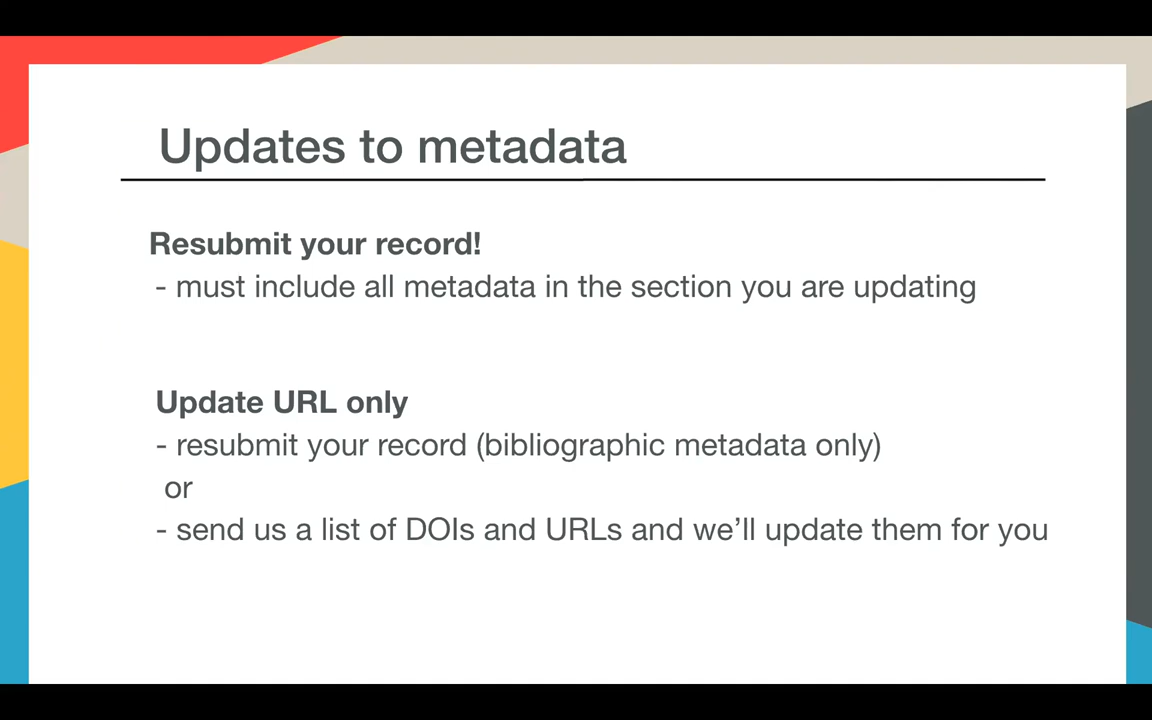 Updates to metadata
Resubmit your record!
- must include all metadata in the section you are updating
Update URL only
- resubmit your record (bibliographic metadata only)
or
- send us a list of DOIs and URLs and we’ll update them for you